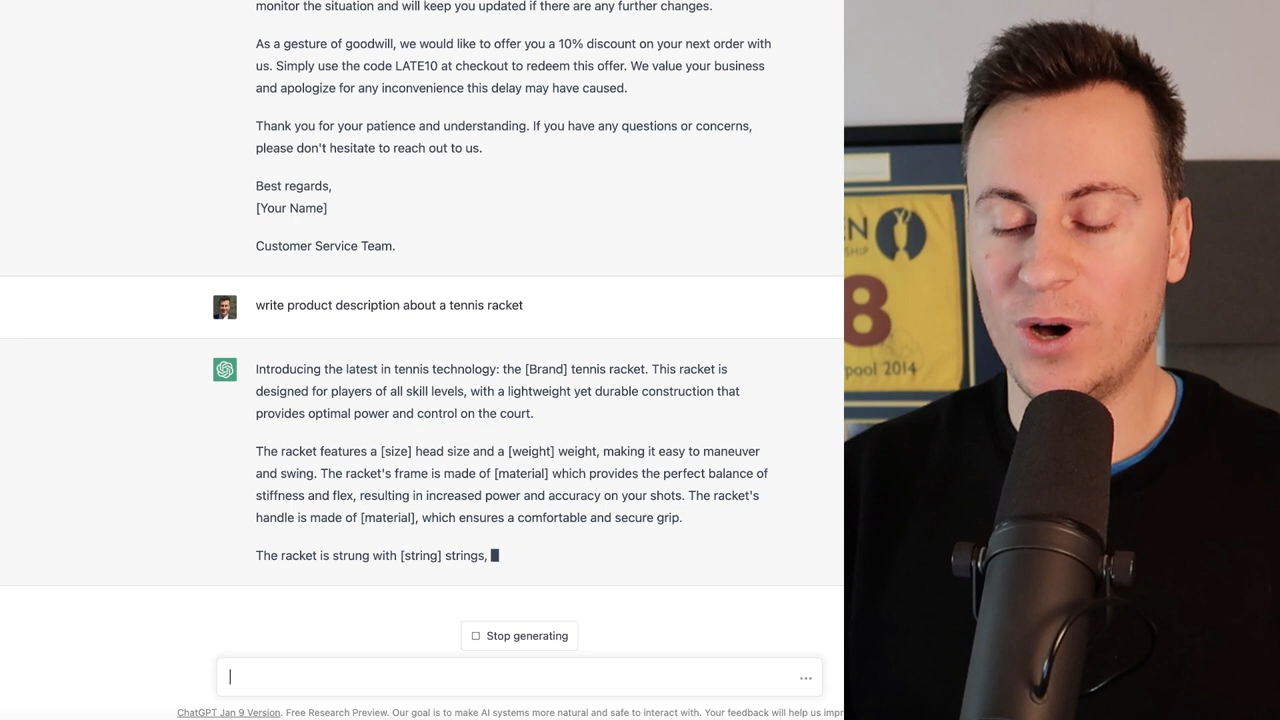 monitor the situation and will keep you updated if there are any further changes.
As a gesture of goodwill, we would like to offer you a 10% discount on your next order with
us. Simply use the code LATE10 at checkout to redeem this offer. We value your business
and apologize for any inconvenience this delay may have caused.
Thank you for your patience and understanding. If you have any questions or concerns,
please don't hesitate to reach out to us.
Best regards,
[Your Name]
Customer Service Team.
write product description about a tennis racket
Introducing the latest in tennis technology: the [Brand] tennis racket. This racket is
designed for players of all skill levels, with a lightweight yet durable construction that
provides optimal power and control on the court.
The racket features a [size] head size and a [weight] weight, making it easy to maneuver
and swing. The racket's frame is made of [material] which provides the perfect balance of
stiffness and flex, resulting in increased power and accuracy on your shots. The racket's
handle is made of [material], which ensures a comfortable and secure grip.
The racket is strung with [string] strings,
Stop generating
ChatGPT Jan 9 Version. Free Research Preview. Our goal is to make AI systems more natural and safe to interact with. Your feedback will help us impr
EN
SHIP
8
pool 2014